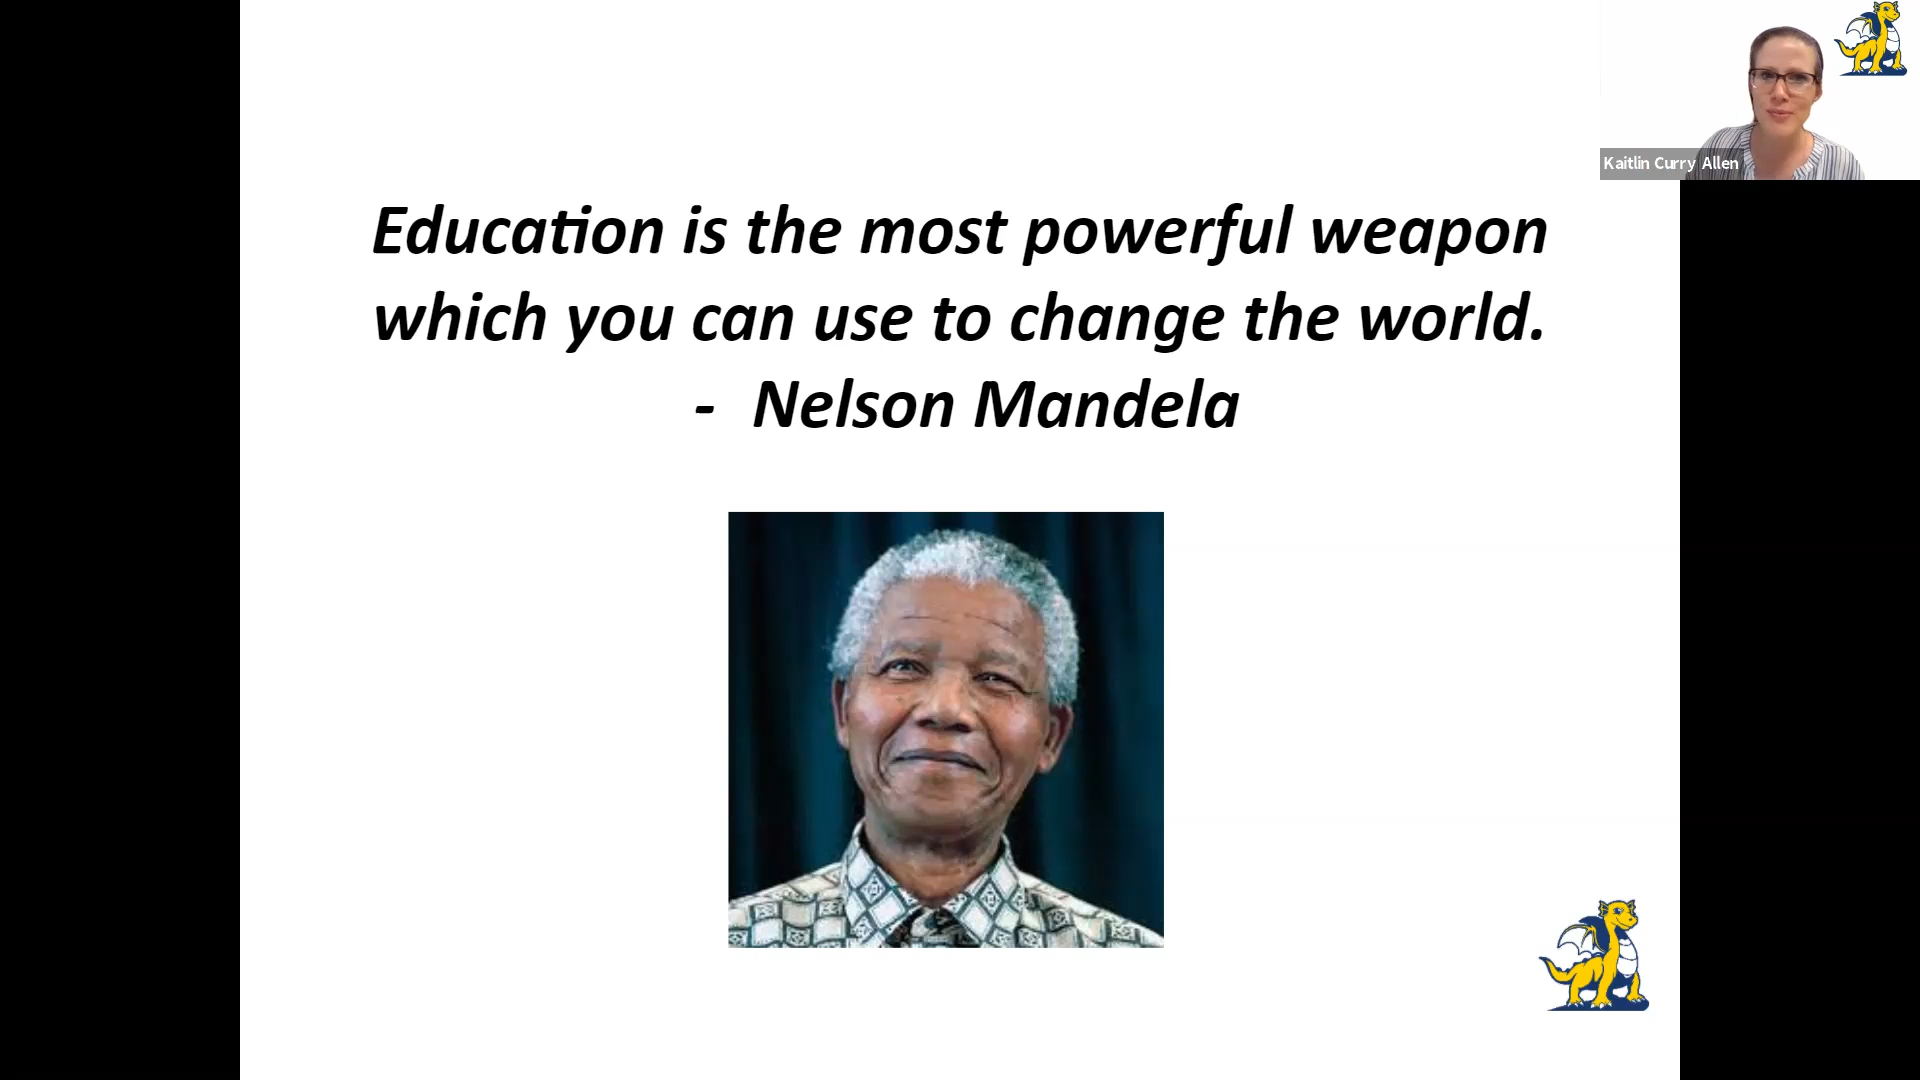 Kaitlin Curry Allen
Education is the most powerful weapon
which you can use to change the world.
- Nelson Mandela